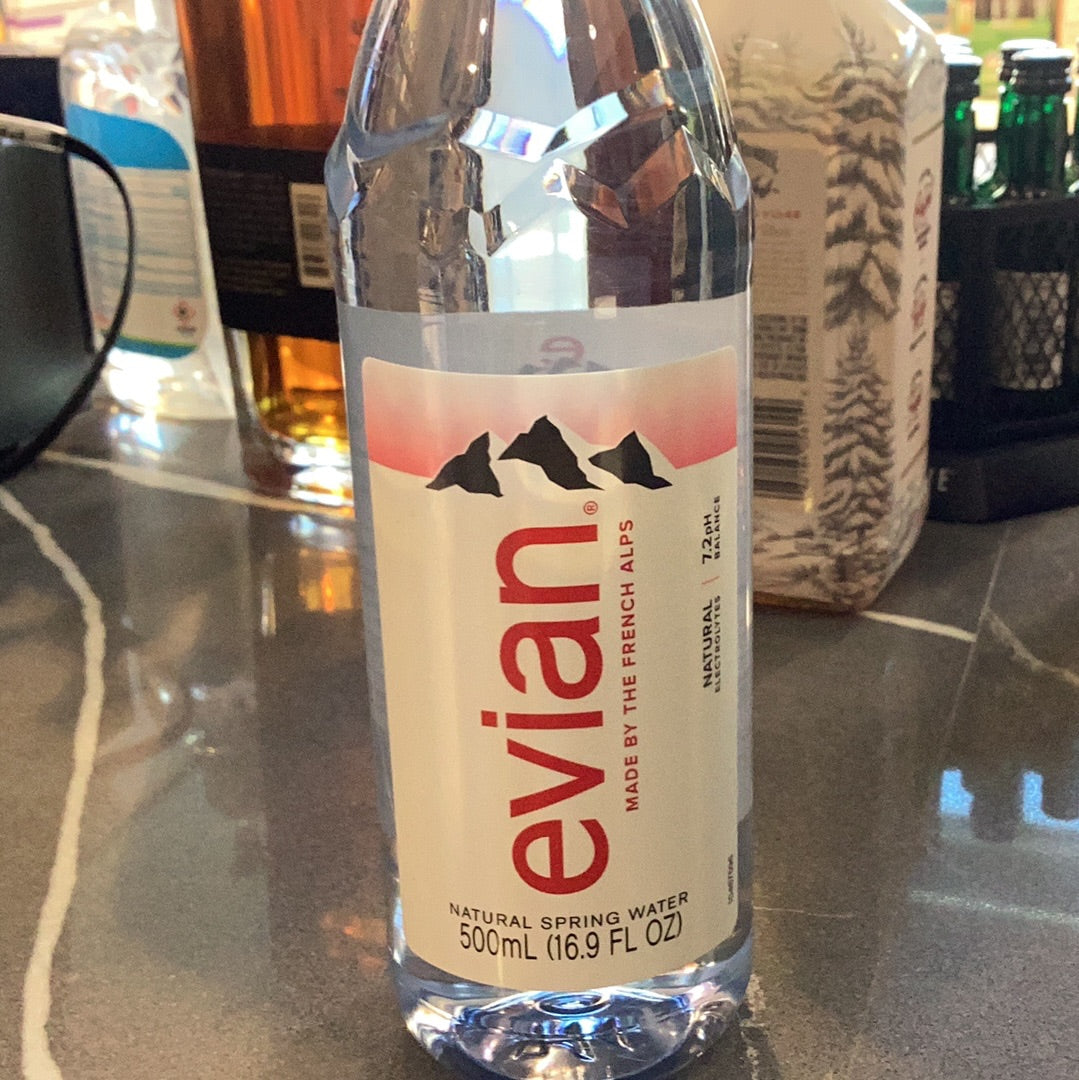 evian®
MADE BY THE FRENCH ALPS
NATURAL | 7.2pH
ELECTROLYTES BALANCE
NATURAL SPRING WATER
500mL (16.9 FL OZ)